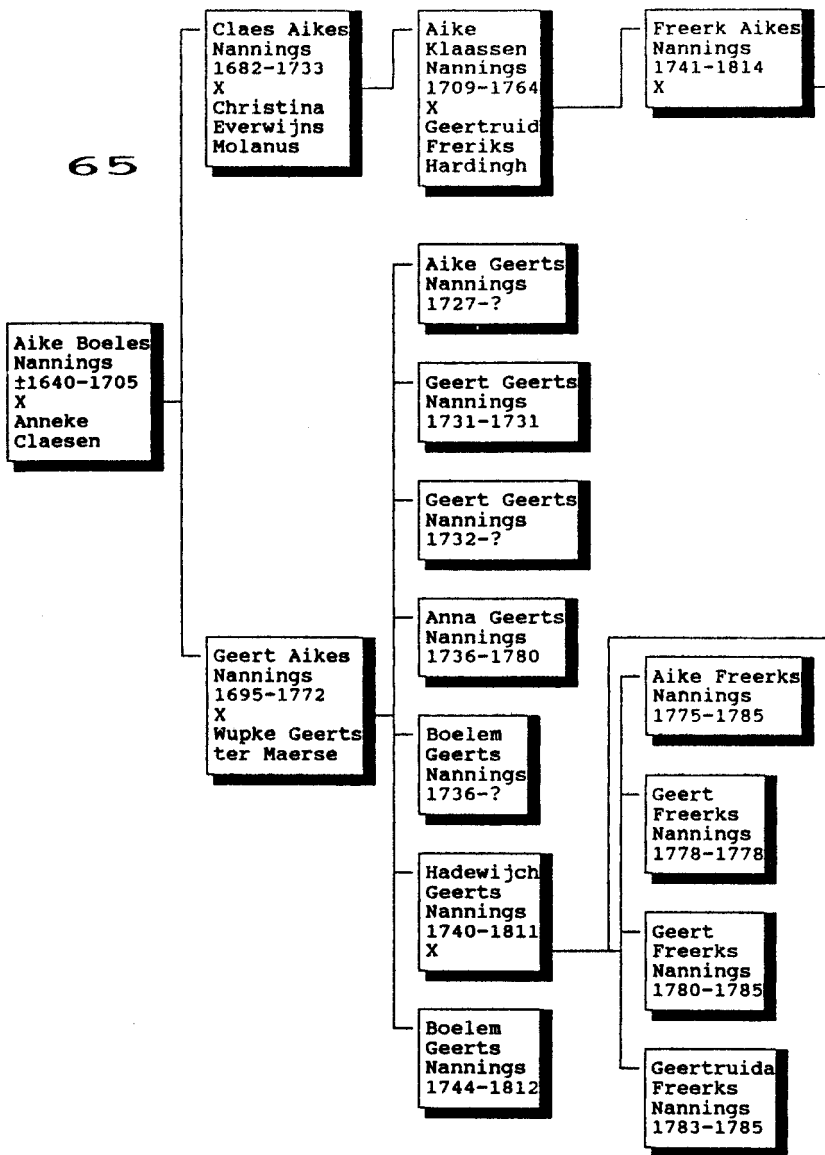 Claes Aikes
Nannings
1682-1733
X
Christina
Everwijns
Molanus
Aike
Klaassen
Nannings
1709-1764
X
Geertruid
Freriks
Hardingh
Freerk Aikes
Nannings
1741-1814
X
65
Aike Boeles
Nannings
±1640-1705
X
Anneke
Claesen
Aike Geerts
Nannings
1727-?
Geert Geerts
Nannings
1731-1731
Geert Geerts
Nannings
1732-?
Anna Geerts
Nannings
1736-1780
Geert Aikes
Nannings
1695-1772
X
Wupke Geerts
ter Maerse
Boelem
Geerts
Nannings
1736-?
Hadewijch
Geerts
Nannings
1740-1811
X
Boelem
Geerts
Nannings
1744-1812
Aike Freerks
Nannings
1775-1785
Geert
Freerks
Nannings
1778-1778
Geert
Freerks
Nannings
1780-1785
Geertruida
Freerks
Nannings
1783-1785